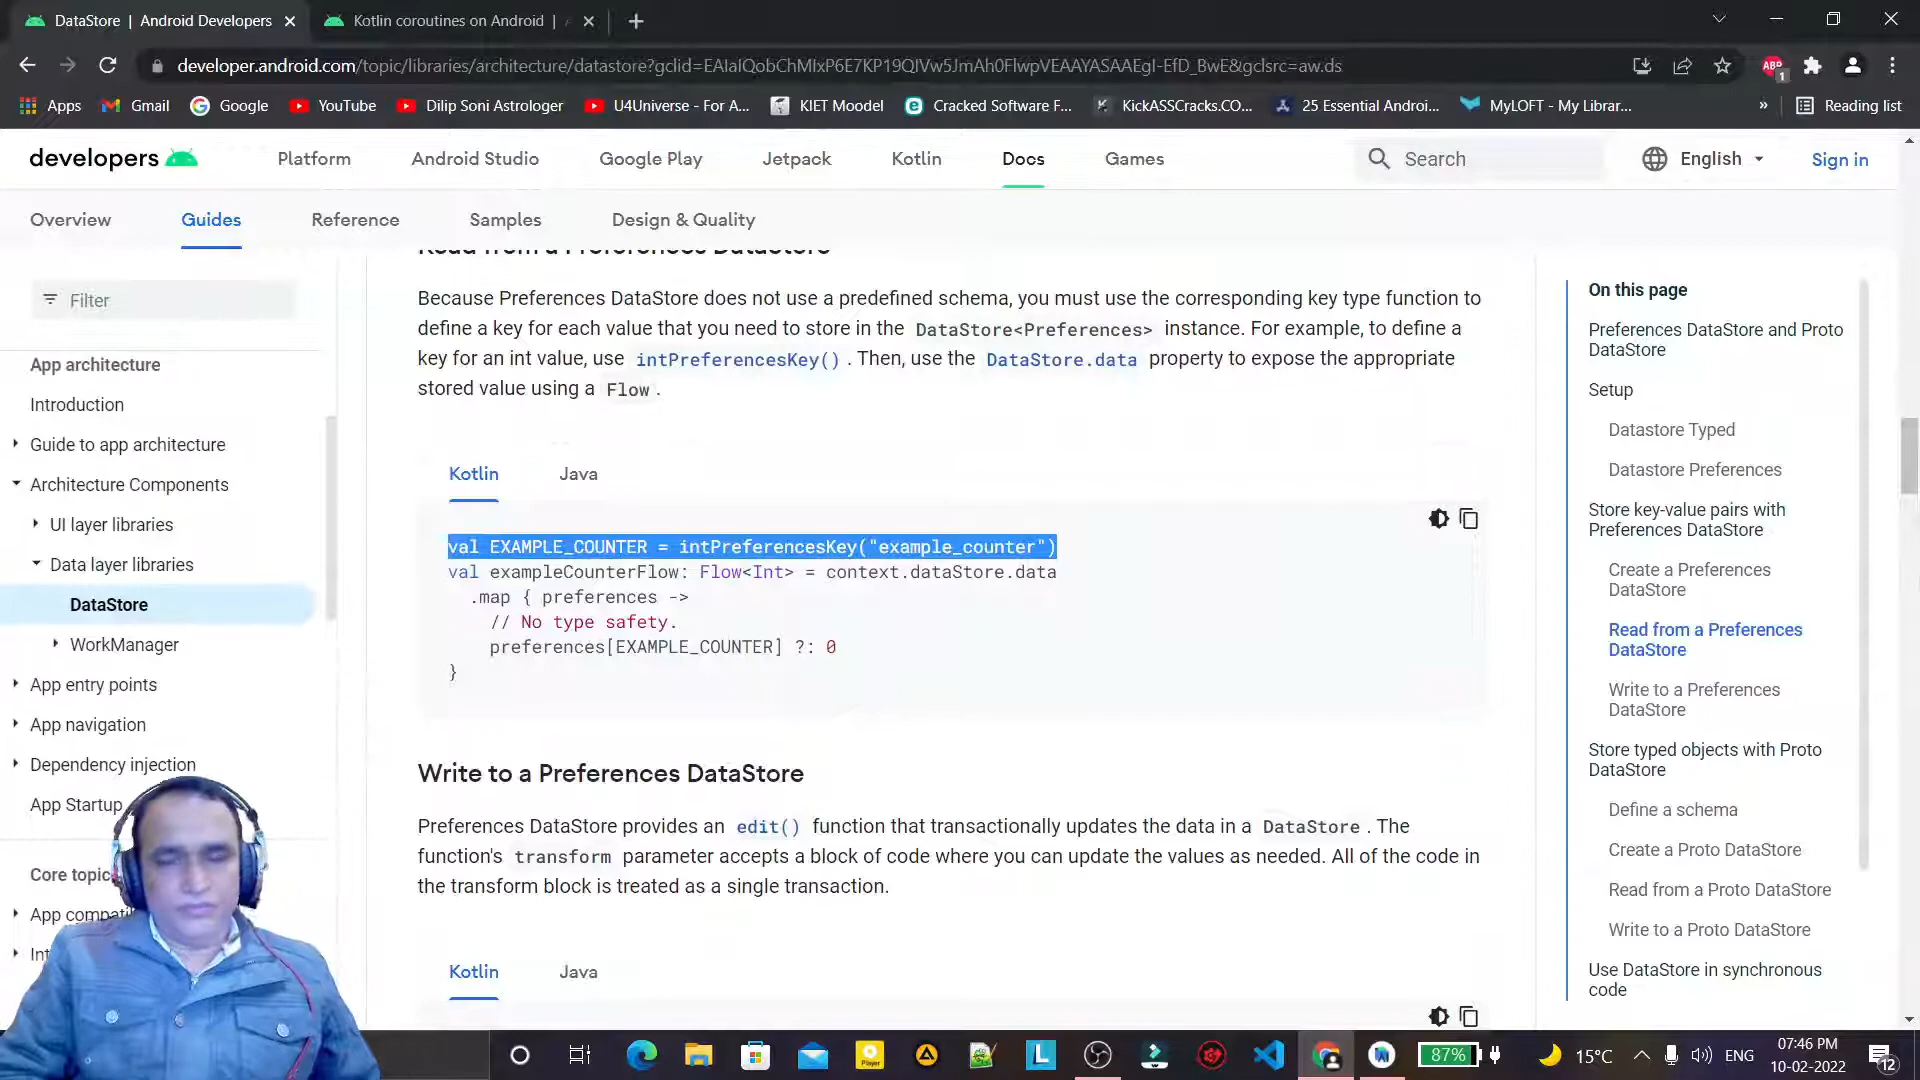 DataStore | Android Developers
Kotlin coroutines on Android |
developer.android.com/topic/libraries/architecture/datastore?gclid=EAIaIQobChMIxP6E7KP19QIVw5JmAh0FlwpVEAAYASAAEgI-EfD_BwE&gclsrc=aw.ds
ABP
1
Apps
Gmail
Google
YouTube
Dilip Soni Astrologer
U4Universe - For A...
KIET Moodel
Cracked Software F...
KickASSCracks.CO...
25 Essential Androi...
MyLOFT - My Librar...
»
Reading list
developers
Platform
Android Studio
Google Play
Jetpack
Kotlin
Docs
Games
Search
English
Sign in
Overview
Guides
Reference
Samples
Design & Quality
Filter
App architecture
Introduction
Guide to app architecture
Architecture Components
UI layer libraries
Data layer libraries
DataStore
WorkManager
App entry points
App navigation
Dependency injection
App Startup
Core topic
App compati
Int
Read from a Preferences DataStore
Because Preferences DataStore does not use a predefined schema, you must use the corresponding key type function to
define a key for each value that you need to store in the DataStore<Preferences> instance. For example, to define a
key for an int value, use intPreferencesKey() . Then, use the DataStore.data property to expose the appropriate
stored value using a Flow .
Kotlin
Java
val EXAMPLE_COUNTER = intPreferencesKey("example_counter")
val exampleCounterFlow: Flow<Int> = context.dataStore.data
.map { preferences ->
// No type safety.
preferences[EXAMPLE_COUNTER] ?: 0
}
Write to a Preferences DataStore
Preferences DataStore provides an edit() function that transactionally updates the data in a DataStore . The
function's transform parameter accepts a block of code where you can update the values as needed. All of the code in
the transform block is treated as a single transaction.
Kotlin
Java
On this page
Preferences DataStore and Proto
DataStore
Setup
Datastore Typed
Datastore Preferences
Store key-value pairs with
Preferences DataStore
Create a Preferences
DataStore
Read from a Preferences
DataStore
Write to a Preferences
DataStore
Store typed objects with Proto
DataStore
Define a schema
Create a Proto DataStore
Read from a Proto DataStore
Write to a Proto DataStore
Use DataStore in synchronous
code
Player
L
87%
15°C
ENG
07:46 PM
10-02-2022
12